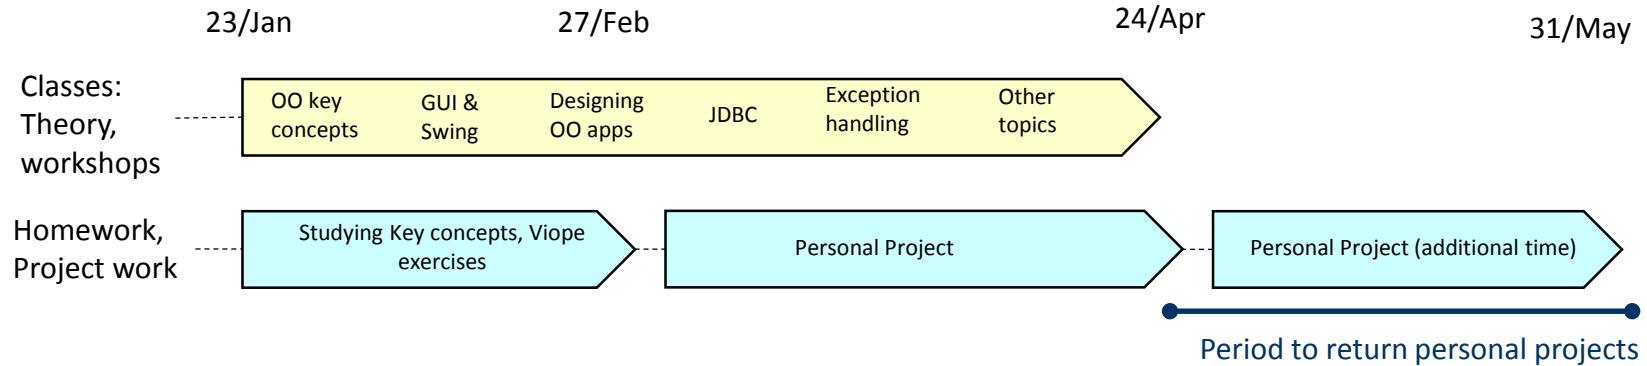 23/Jan
27/Feb
24/Apr
31/May
Classes:
Theory,
workshops
OO key
concepts
GUI &
Swing
Designing
OO apps
JDBC
Exception
handling
Other
topics
Homework,
Project work
Studying Key concepts, Viope
exercises
Personal Project
Personal Project (additional time)
Period to return personal projects